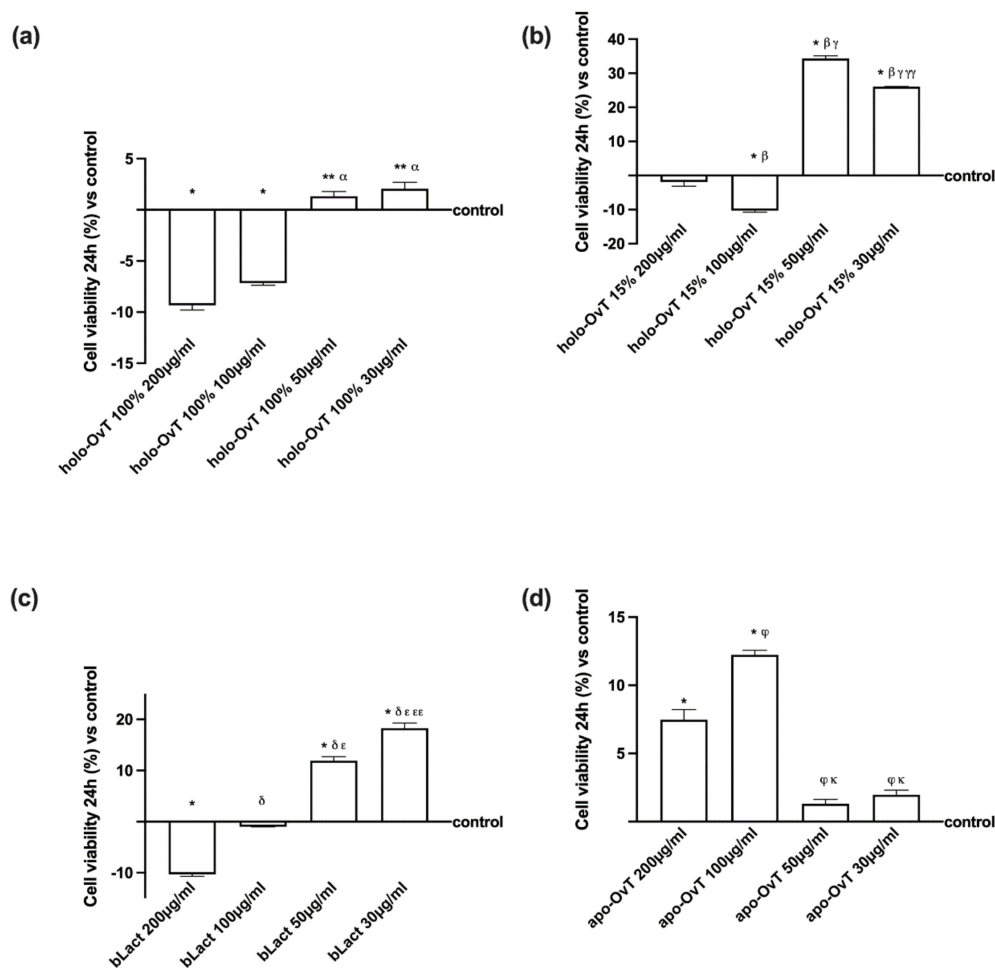 (a)
Cell viability 24h (%) vs control
5
0
-5
-10
-15
*
*
** α
** α
control
holo-OvT 100% 200µg/ml
holo-OvT 100% 100µg/ml
holo-OvT 100% 50µg/ml
holo-OvT 100% 30µg/ml
(b)
Cell viability 24h (%) vs control
40
30
20
10
-10
-20
* β
* β γ
* β γ γγ
control
holo-OvT 15% 200µg/ml
holo-OvT 15% 100µg/ml
holo-OvT 15% 50µg/ml
holo-OvT 15% 30µg/ml
(c)
Cell viability 24h (%) vs control
20
10
-10
*
δ
* δ ε
* δ ε εε
control
bLact 200µg/ml
bLact 100µg/ml
bLact 50µg/ml
bLact 30µg/ml
(d)
Cell viability 24h (%) vs control
15
10
5
*
* φ
φ κ
φ κ
control
apo-OvT 200µg/ml
apo-OvT 100µg/ml
apo-OvT 50µg/ml
apo-OvT 30µg/ml